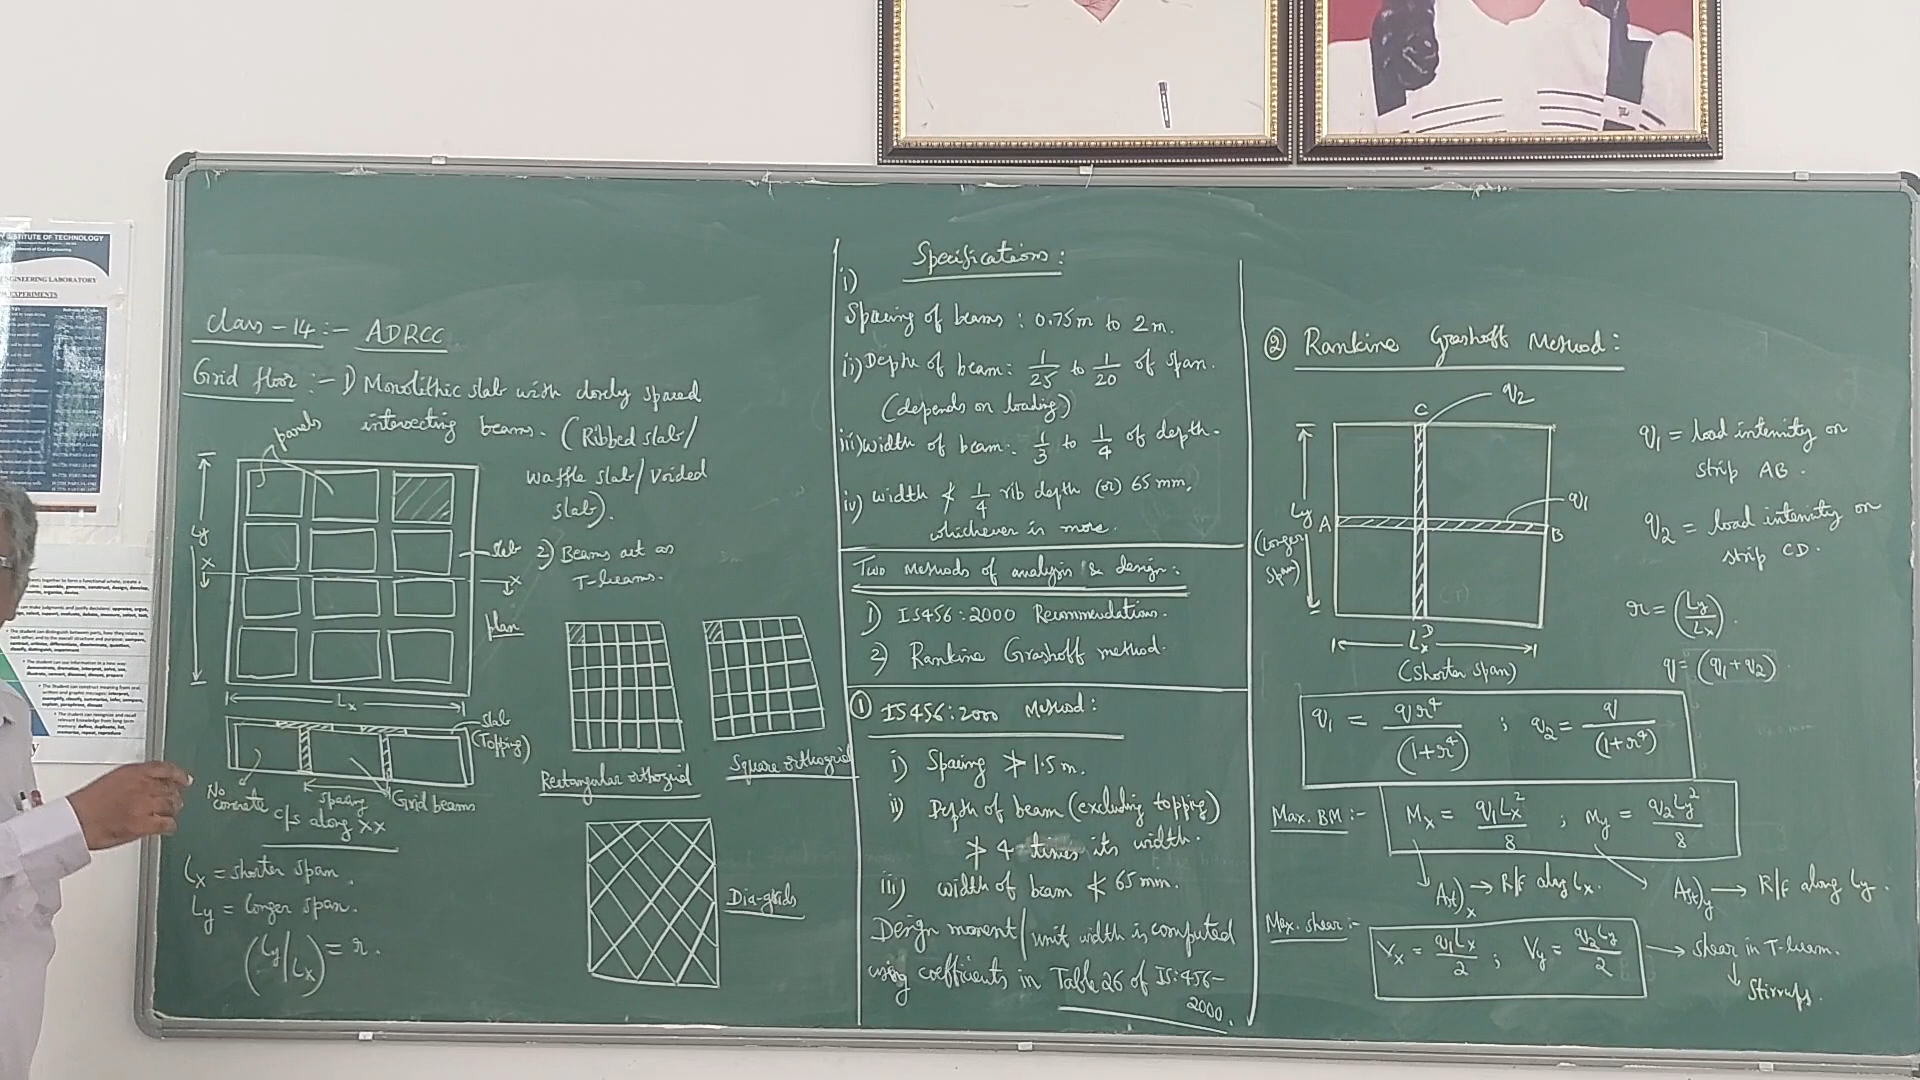 class - 14 :- ADRCC
Grid floor :- 1) Monolithic slab with closely spaced
intersecting beams. (Ribbed slab/
waffle slab/Voided
slab).
2) Beams act as
T-beams.
panels
Ly
x
slab
x
plan
Lx
slab
(Topping)
No
concrete
spacing
Grid beams
c/s along xx
Lx = shorter span.
Ly = longer span.
(Ly/Lx) = r.
Rectangular orthogrid
Square orthogrid
Dia-grids
Specifications :
i)
Spacing of beams : 0.75m to 2m.
ii) Depth of beam : 1/25 to 1/20 of span.
(depends on loading)
iii) width of beam : 1/3 to 1/4 of depth.
iv) width ≮ 1/4 rib depth (or) 65 mm,
whichever is more.
Two Methods of analysis & design :
1) IS456:2000 Recommendations.
2) Rankine Grashoff method.
① IS456:2000 Method :
i) Spacing ≯ 1.5m.
ii) Depth of beam (excluding topping)
≯ 4 times its width.
iii) width of beam ≮ 65mm.
Design moment/unit width is computed
using coefficients in Table 26 of IS:456-
2000.
② Rankine Grashoff Method :
C
q2
Ly
(longer
span)
A
q1
B
D
Lx
(Shorter span)
q1 = load intensity on
strip AB.
q2 = load intensity on
strip CD.
r = (Ly/Lx).
q = (q1 + q2).
q1 = qr⁴/(1+r⁴) ; q2 = q/(1+r⁴)
Max. BM :- Mx = q1Lx²/8 ; My = q2Ly²/8
Ast)x → R/F along Lx.
Ast)y → R/F along Ly.
Max. shear :- Vx = q1Lx/2 ; Vy = q2Ly/2 → shear in T-beam.
↓
Stirrups.
STITUTE OF TECHNOLOGY
NGINEERING LABORATORY
EXPERIMENTS